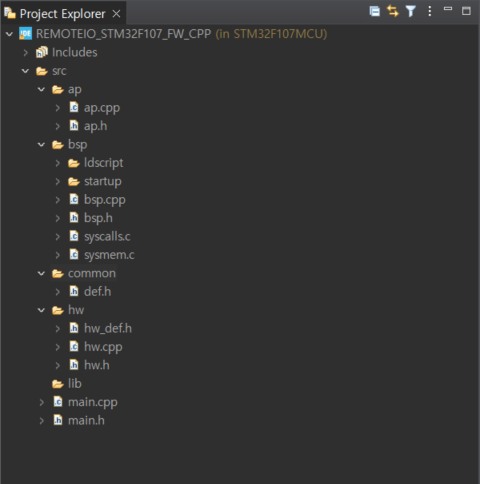 Project Explorer
REMOTEIO_STM32F107_FW_CPP (in STM32F107MCU)
Includes
src
ap
ap.cpp
ap.h
bsp
ldscript
startup
bsp.cpp
bsp.h
syscalls.c
sysmem.c
common
def.h
hw
hw_def.h
hw.cpp
hw.h
lib
main.cpp
main.h